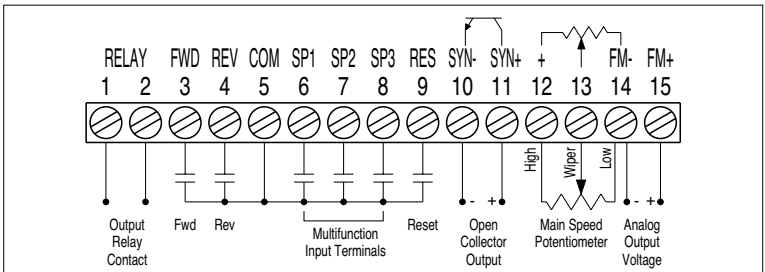 RELAY FWD REV COM SP1 SP2 SP3 RES SYN- SYN+ + FM- FM+
1 2 3 4 5 6 7 8 9 10 11 12 13 14 15
High Wiper Low
- + - +
Output Relay Contact
Fwd
Rev
Multifunction Input Terminals
Reset
Open Collector Output
Main Speed Potentiometer
Analog Output Voltage